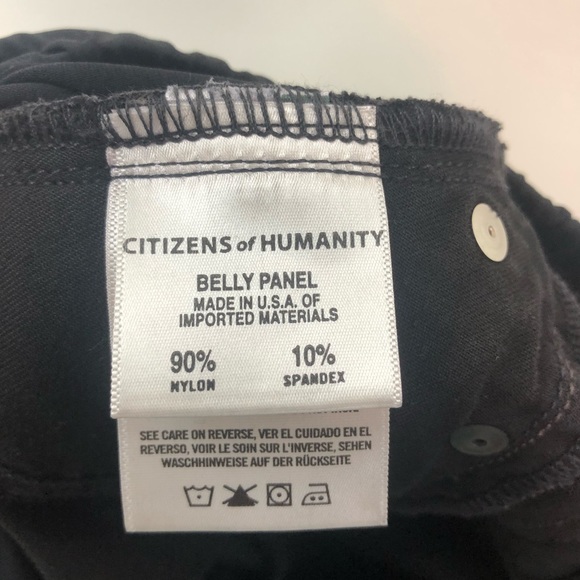 CITIZENS of HUMANITY
BELLY PANEL
MADE IN U.S.A. OF
IMPORTED MATERIALS
90% 10%
NYLON SPANDEX
SEE CARE ON REVERSE, VER EL CUIDADO EN EL
REVERSO, VOIR LE SOIN SUR L'INVERSE, SEHEN
WASCHHINWEISE AUF DER RÜCKSEITE